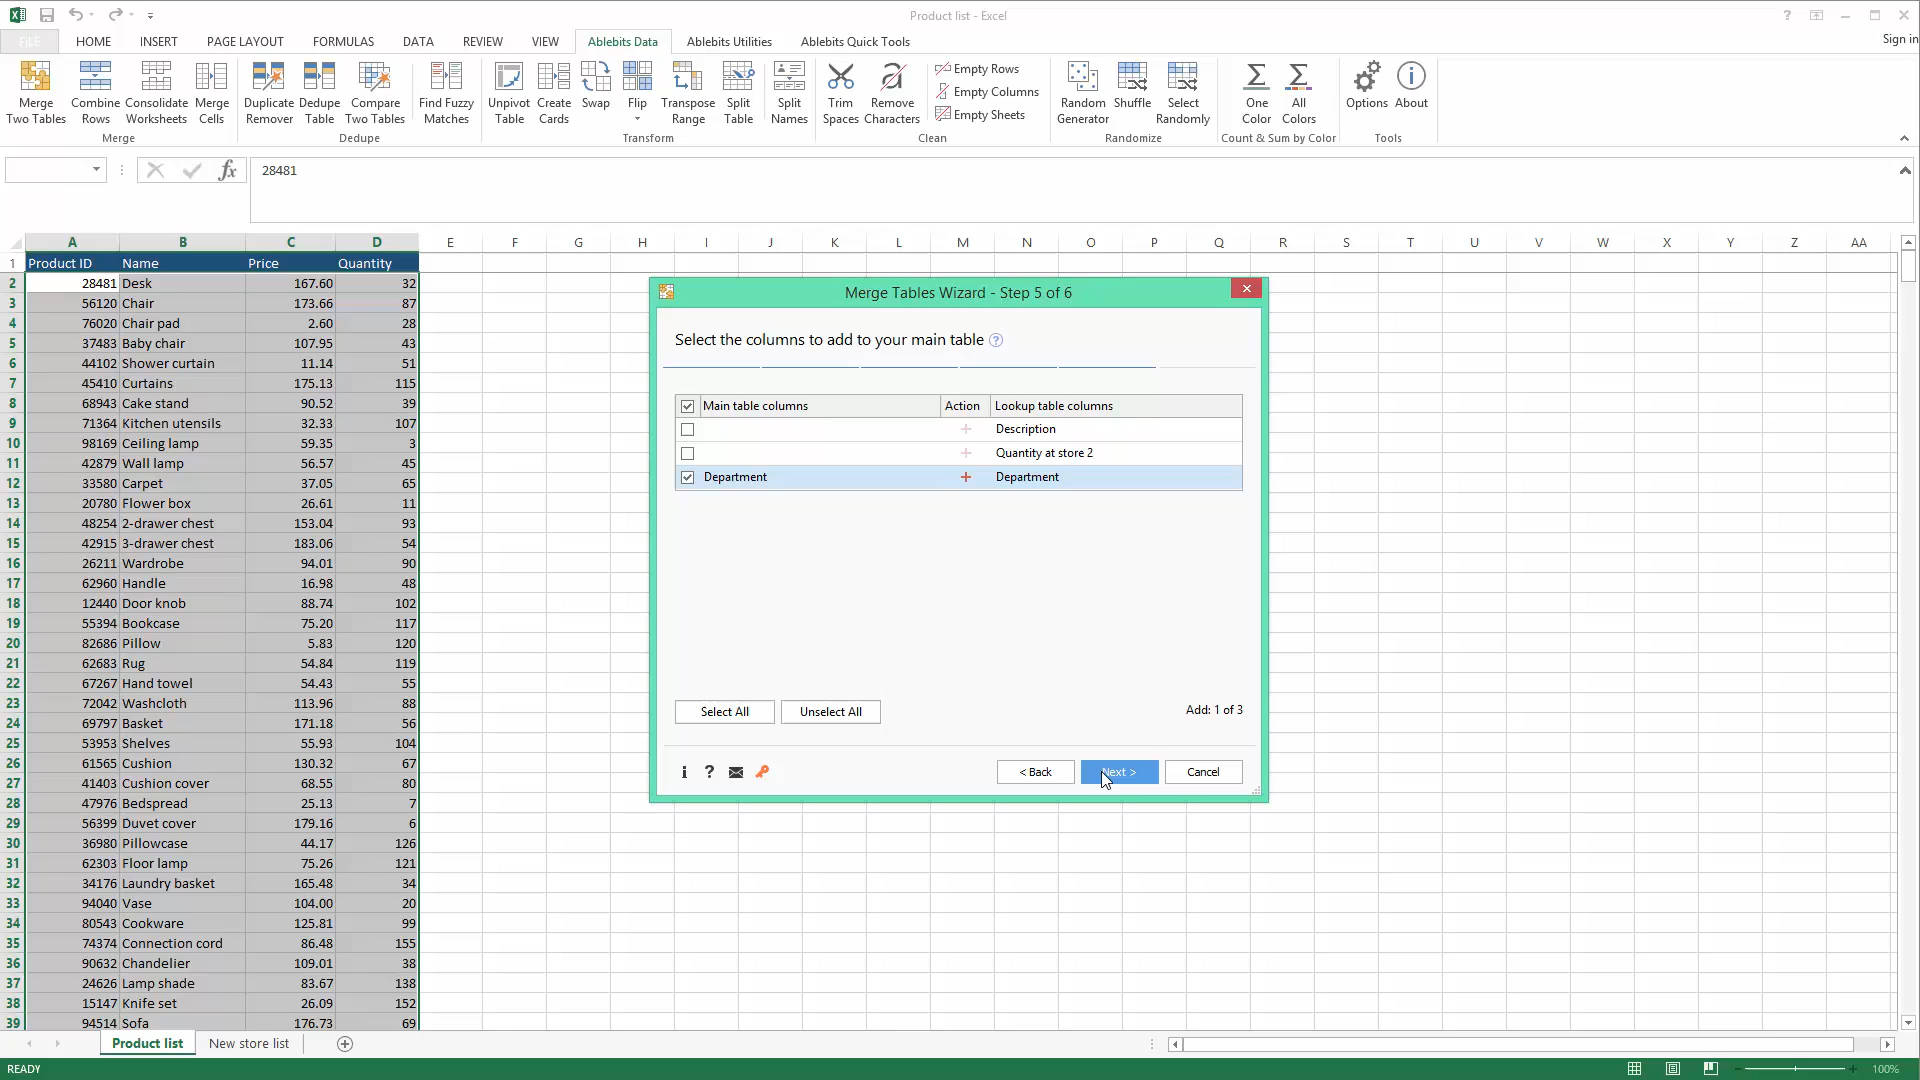 Product list - Excel
?
FILE HOME INSERT PAGE LAYOUT FORMULAS DATA REVIEW VIEW Ablebits Data Ablebits Utilities Ablebits Quick Tools
Sign in
Merge Two Tables
Combine Rows
Consolidate Worksheets
Merge Cells
Merge
Duplicate Remover
Dedupe Table
Compare Two Tables
Find Fuzzy Matches
Dedupe
Unpivot Table
Create Cards
Swap
Flip
Transpose Range
Split Table
Split Names
Transform
Trim Spaces
Remove Characters
Empty Rows
Empty Columns
Empty Sheets
Clean
Random Generator
Shuffle
Select Randomly
Randomize
One Color
All Colors
Count & Sum by Color
Options
About
Tools
fx 28481
A B C D E F G H I J K L M N O P Q R S T U V W X Y Z AA
1 Product ID Name Price Quantity
2 28481 Desk 167.60 32
3 56120 Chair 173.66 87
4 76020 Chair pad 2.60 28
5 37483 Baby chair 107.95 43
6 44102 Shower curtain 11.14 51
7 45410 Curtains 175.13 115
8 68943 Cake stand 90.52 39
9 71364 Kitchen utensils 32.33 107
10 98169 Ceiling lamp 59.35 3
11 42879 Wall lamp 56.57 45
12 33580 Carpet 37.05 65
13 20780 Flower box 26.61 11
14 48254 2-drawer chest 153.04 93
15 42915 3-drawer chest 183.06 54
16 26211 Wardrobe 94.01 90
17 62960 Handle 16.98 48
18 12440 Door knob 88.74 102
19 55394 Bookcase 75.20 117
20 82686 Pillow 5.83 120
21 62683 Rug 54.84 119
22 67267 Hand towel 54.43 55
23 72042 Washcloth 113.96 88
24 69797 Basket 171.18 56
25 53953 Shelves 55.93 104
26 61565 Cushion 130.32 67
27 41403 Cushion cover 68.55 80
28 47976 Bedspread 25.13 7
29 56399 Duvet cover 179.16 6
30 36980 Pillowcase 44.17 126
31 62303 Floor lamp 75.26 121
32 34176 Laundry basket 165.48 34
33 94040 Vase 104.00 20
34 80543 Cookware 125.81 99
35 74374 Connection cord 86.48 155
36 90632 Chandelier 109.01 38
37 24626 Lamp shade 83.67 138
38 15147 Knife set 26.09 152
39 94514 Sofa 176.73 69
Merge Tables Wizard - Step 5 of 6
Select the columns to add to your main table ?
Main table columns Action Lookup table columns
+ Description
+ Quantity at store 2
Department + Department
Select All Unselect All Add: 1 of 3
i ? < Back Next > Cancel
Product list New store list
READY 100%